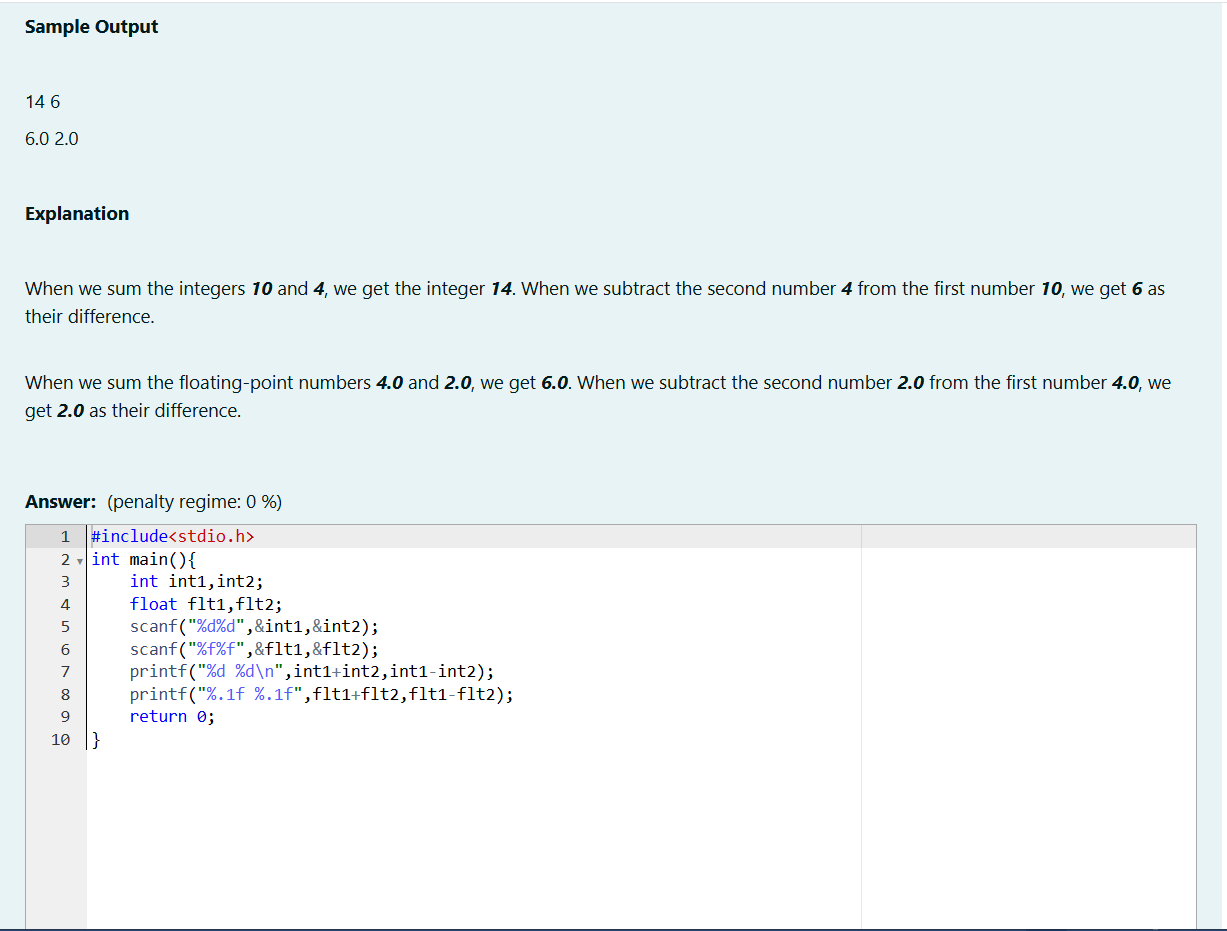 Sample Output
14 6
6.0 2.0
Explanation
When we sum the integers 10 and 4, we get the integer 14. When we subtract the second number 4 from the first number 10, we get 6 as
their difference.
When we sum the floating-point numbers 4.0 and 2.0, we get 6.0. When we subtract the second number 2.0 from the first number 4.0, we
get 2.0 as their difference.
Answer: (penalty regime: 0 %)
1 #include<stdio.h>
2 int main(){
3     int int1,int2;
4     float flt1,flt2;
5     scanf("%d%d",&int1,&int2);
6     scanf("%f%f",&flt1,&flt2);
7     printf("%d %d\n",int1+int2,int1-int2);
8     printf("%.1f %.1f",flt1+flt2,flt1-flt2);
9     return 0;
10 }